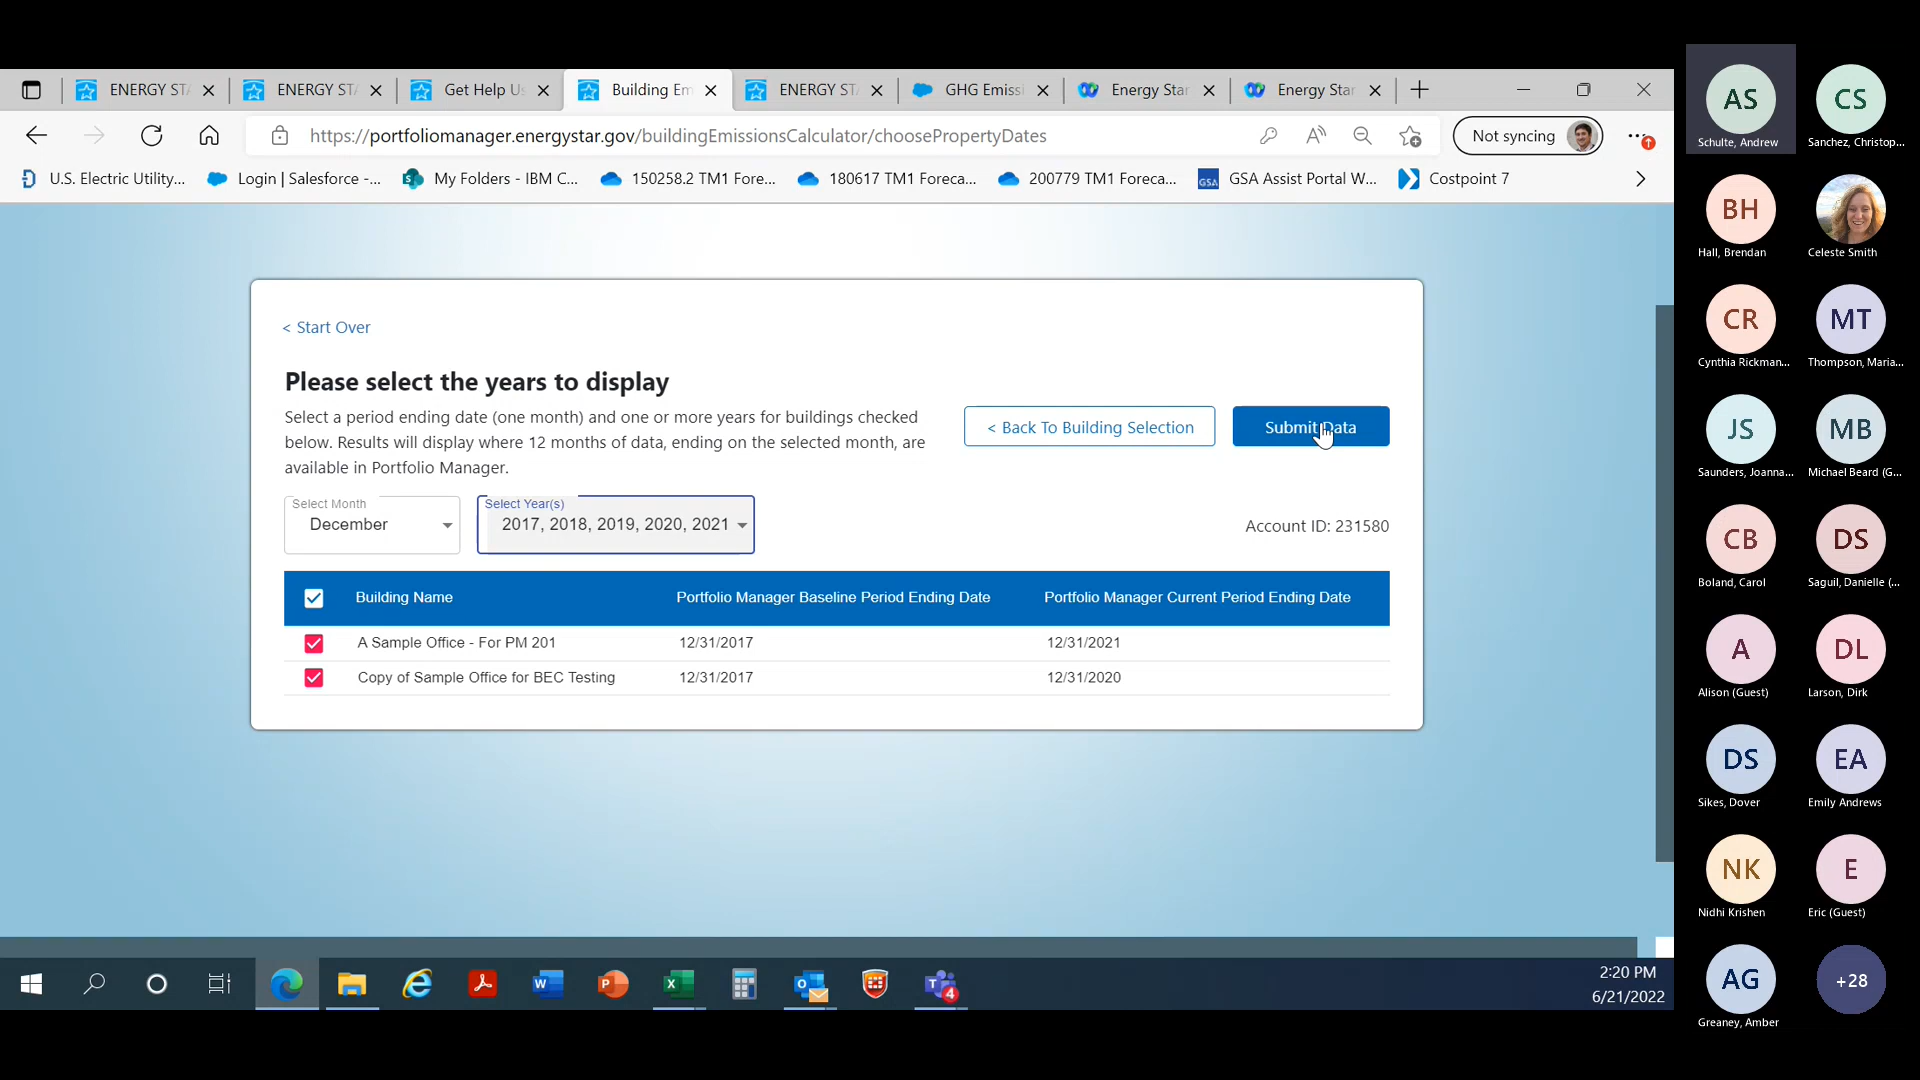 ENERGY ST
ENERGY ST
Get Help U
Building Em
ENERGY ST
GHG Emissi
Energy Star
Energy Star
https://portfoliomanager.energystar.gov/buildingEmissionsCalculator/choosePropertyDates
Not syncing
U.S. Electric Utility...
Login | Salesforce -...
My Folders - IBM C...
150258.2 TM1 Fore...
180617 TM1 Foreca...
200779 TM1 Foreca...
GSA
GSA Assist Portal W...
Costpoint 7
< Start Over
Please select the years to display
Select a period ending date (one month) and one or more years for buildings checked
below. Results will display where 12 months of data, ending on the selected month, are
available in Portfolio Manager.
< Back To Building Selection
Submit Data
Select Month
December
Select Year(s)
2017, 2018, 2019, 2020, 2021
Account ID: 231580
Building Name Portfolio Manager Baseline Period Ending Date Portfolio Manager Current Period Ending Date
A Sample Office - For PM 201 12/31/2017 12/31/2021
Copy of Sample Office for BEC Testing 12/31/2017 12/31/2020
2:20 PM
6/21/2022
4
AS
Schulte, Andrew
CS
Sanchez, Christop...
BH
Hall, Brendan
Celeste Smith
CR
Cynthia Rickman...
MT
Thompson, Maria...
JS
Saunders, Joanna...
MB
Michael Beard (G...
CB
Boland, Carol
DS
Saguil, Danielle (...
A
Alison (Guest)
DL
Larson, Dirk
DS
Sikes, Dover
EA
Emily Andrews
NK
Nidhi Krishen
E
Eric (Guest)
AG
Greaney, Amber
+28